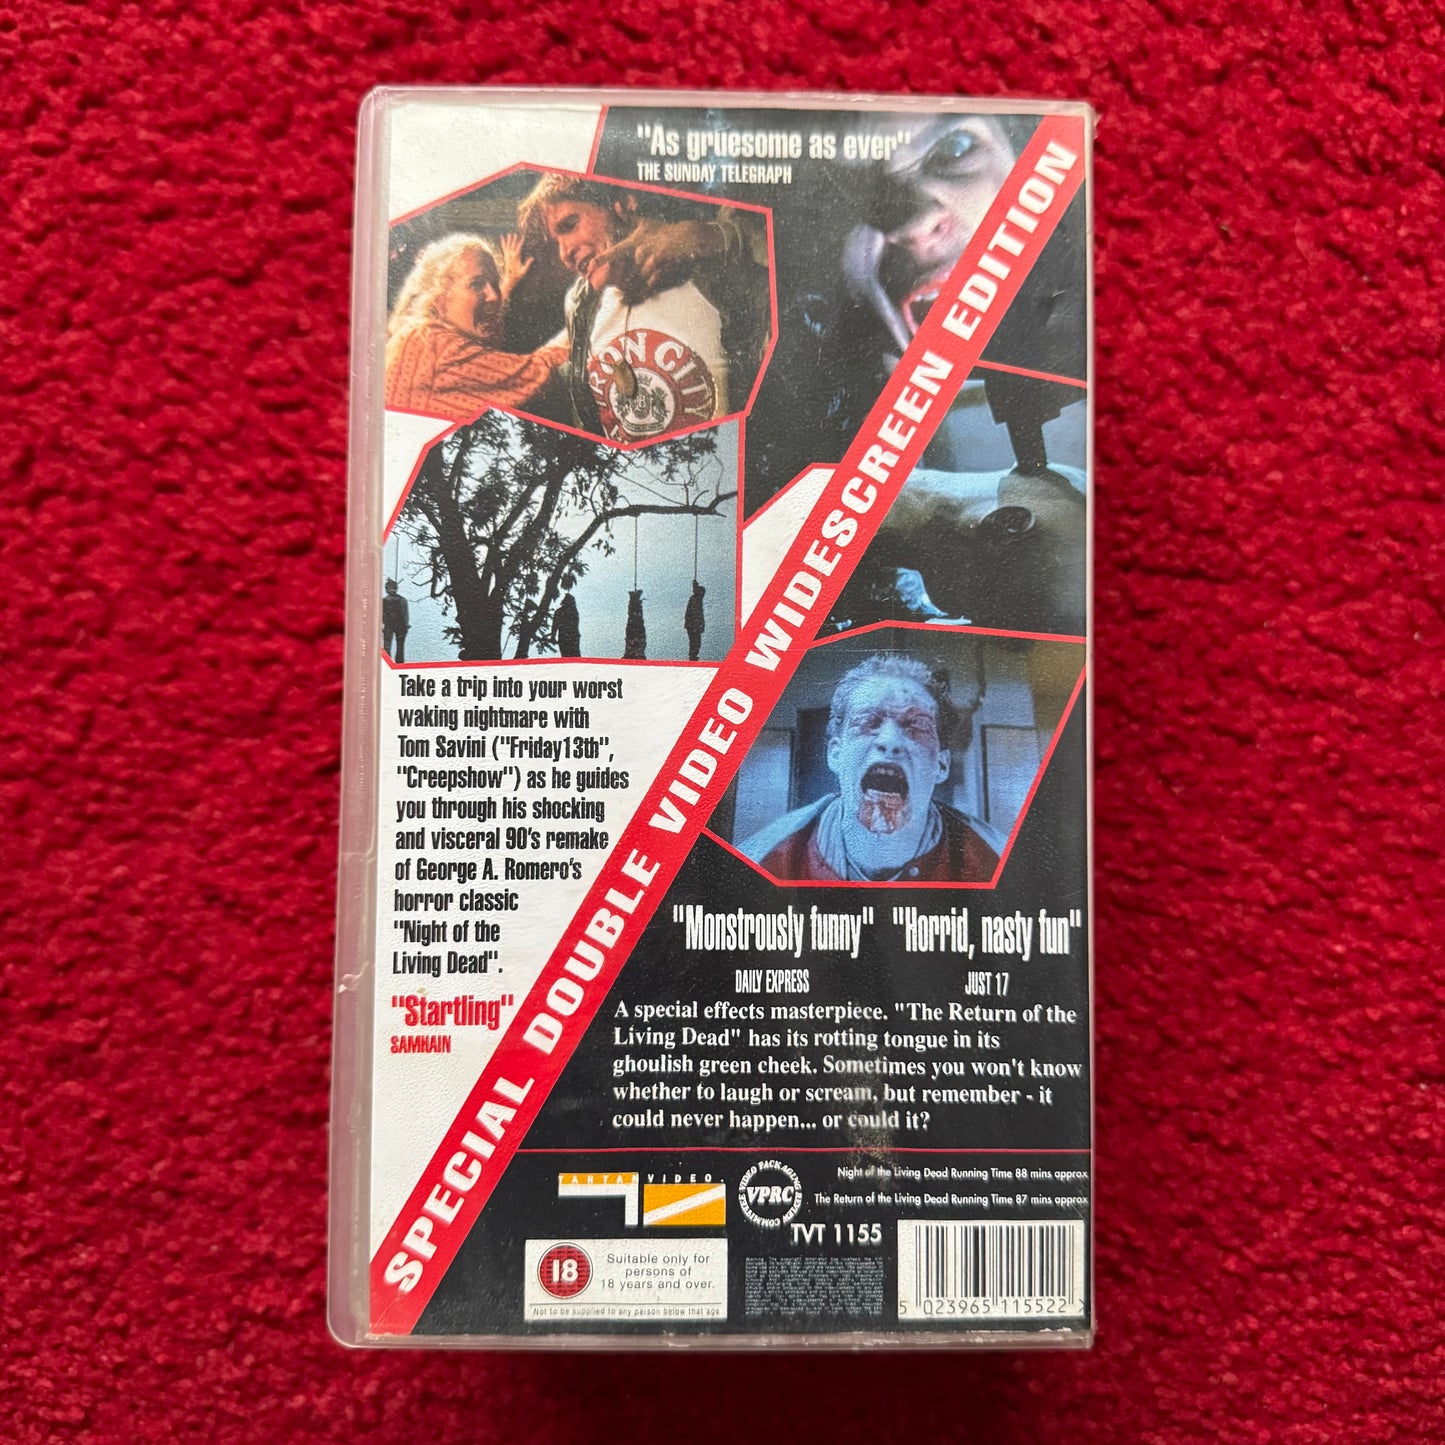 "As gruesome as ever"
THE SUNDAY TELEGRAPH
IRON CITY
SPECIAL DOUBLE VIDEO WIDESCREEN EDITION
Take a trip into your worst
waking nightmare with
Tom Savini ("Friday13th",
"Creepshow") as he guides
you through his shocking
and visceral 90's remake
of George A. Romero's
horror classic
"Night of the
Living Dead".
"Startling"
SAMHAIN
"Monstrously funny"
DAILY EXPRESS
"Horrid, nasty fun"
JUST 17
A special effects masterpiece. "The Return of the
Living Dead" has its rotting tongue in its
ghoulish green cheek. Sometimes you won't know
whether to laugh or scream, but remember - it
could never happen... or could it?
TARTAN VIDEO.
VIDEO PACKAGING REVIEW COMMITTEE
VPRC
Night of the Living Dead Running Time 88 mins approx
The Return of the Living Dead Running Time 87 mins approx
TVT 1155
18
Suitable only for
persons of
18 years and over.
Not to be supplied to any person below that age
5 023965 115522 >